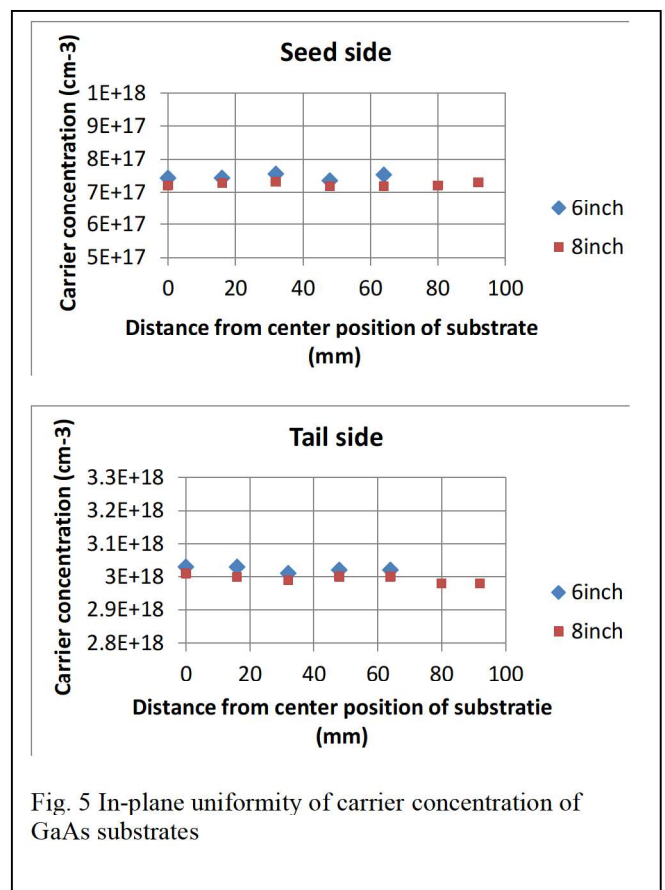 Seed side
Carrier concentration (cm-3)
1E+18
9E+17
8E+17
7E+17
6E+17
5E+17
0 20 40 60 80 100
Distance from center position of substrate
(mm)
6inch
8inch
Tail side
Carrier concentration (cm-3)
3.3E+18
3.2E+18
3.1E+18
3E+18
2.9E+18
2.8E+18
0 20 40 60 80 100
Distance from center position of substratie
(mm)
6inch
8inch
Fig. 5 In-plane uniformity of carrier concentration of
GaAs substrates